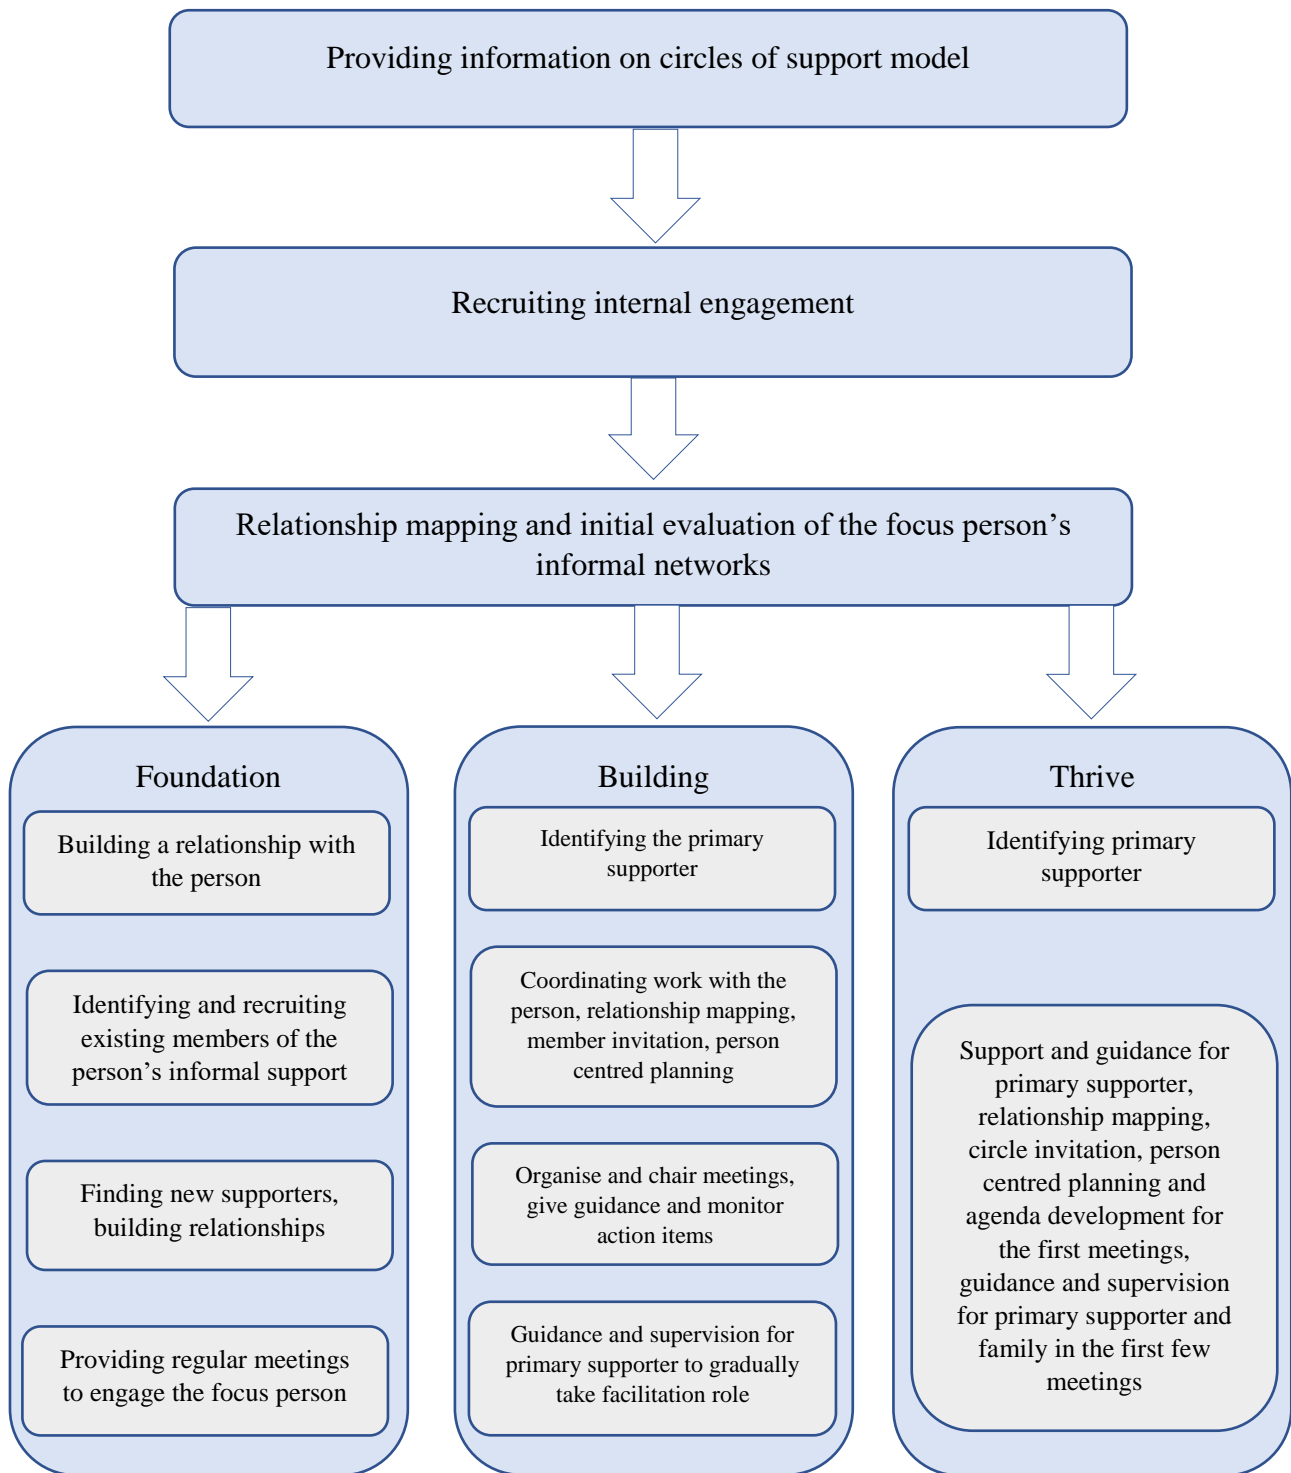 Providing information on circles of support model
Recruiting internal engagement
Relationship mapping and initial evaluation of the focus person’s
informal networks
Foundation
Building a relationship with
the person
Identifying and recruiting
existing members of the
person’s informal support
Finding new supporters,
building relationships
Providing regular meetings
to engage the focus person
Building
Identifying the primary
supporter
Coordinating work with the
person, relationship mapping,
member invitation, person
centred planning
Organise and chair meetings,
give guidance and monitor
action items
Guidance and supervision for
primary supporter to gradually
take facilitation role
Thrive
Identifying primary
supporter
Support and guidance for
primary supporter,
relationship mapping,
circle invitation, person
centred planning and
agenda development for
the first meetings,
guidance and supervision
for primary supporter and
family in the first few
meetings